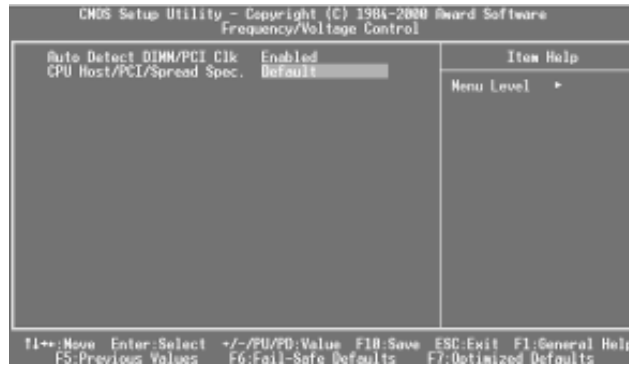 CMOS Setup Utility - Copyright (C) 1984-2000 Award Software
Frequency/Voltage Control
Auto Detect DIMM/PCI Clk Enabled
CPU Host/PCI/Spread Spec. Default
Item Help
Menu Level ►
↑↓→←:Move Enter:Select +/-/PU/PD:Value F10:Save ESC:Exit F1:General Help
F5:Previous Values F6:Fail-Safe Defaults F7:Optimized Defaults